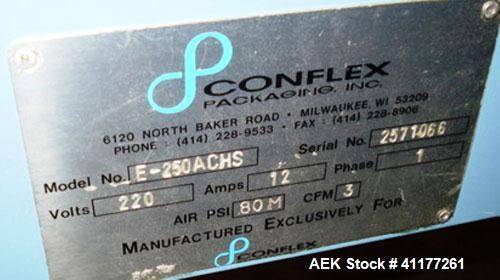 CONFLEX
PACKAGING, INC.
6120 NORTH BAKER ROAD • MILWAUKEE, WI 53209
PHONE : (414) 228-9533 • FAX : (414) 228-8906
Model No. E-250ACHS Serial No. 2571066
Volts 220 Amps 12 Phase 1
AIR PSI 80M CFM 3
MANUFACTURED EXCLUSIVELY FOR
CONFLEX
AEK Stock # 41177261